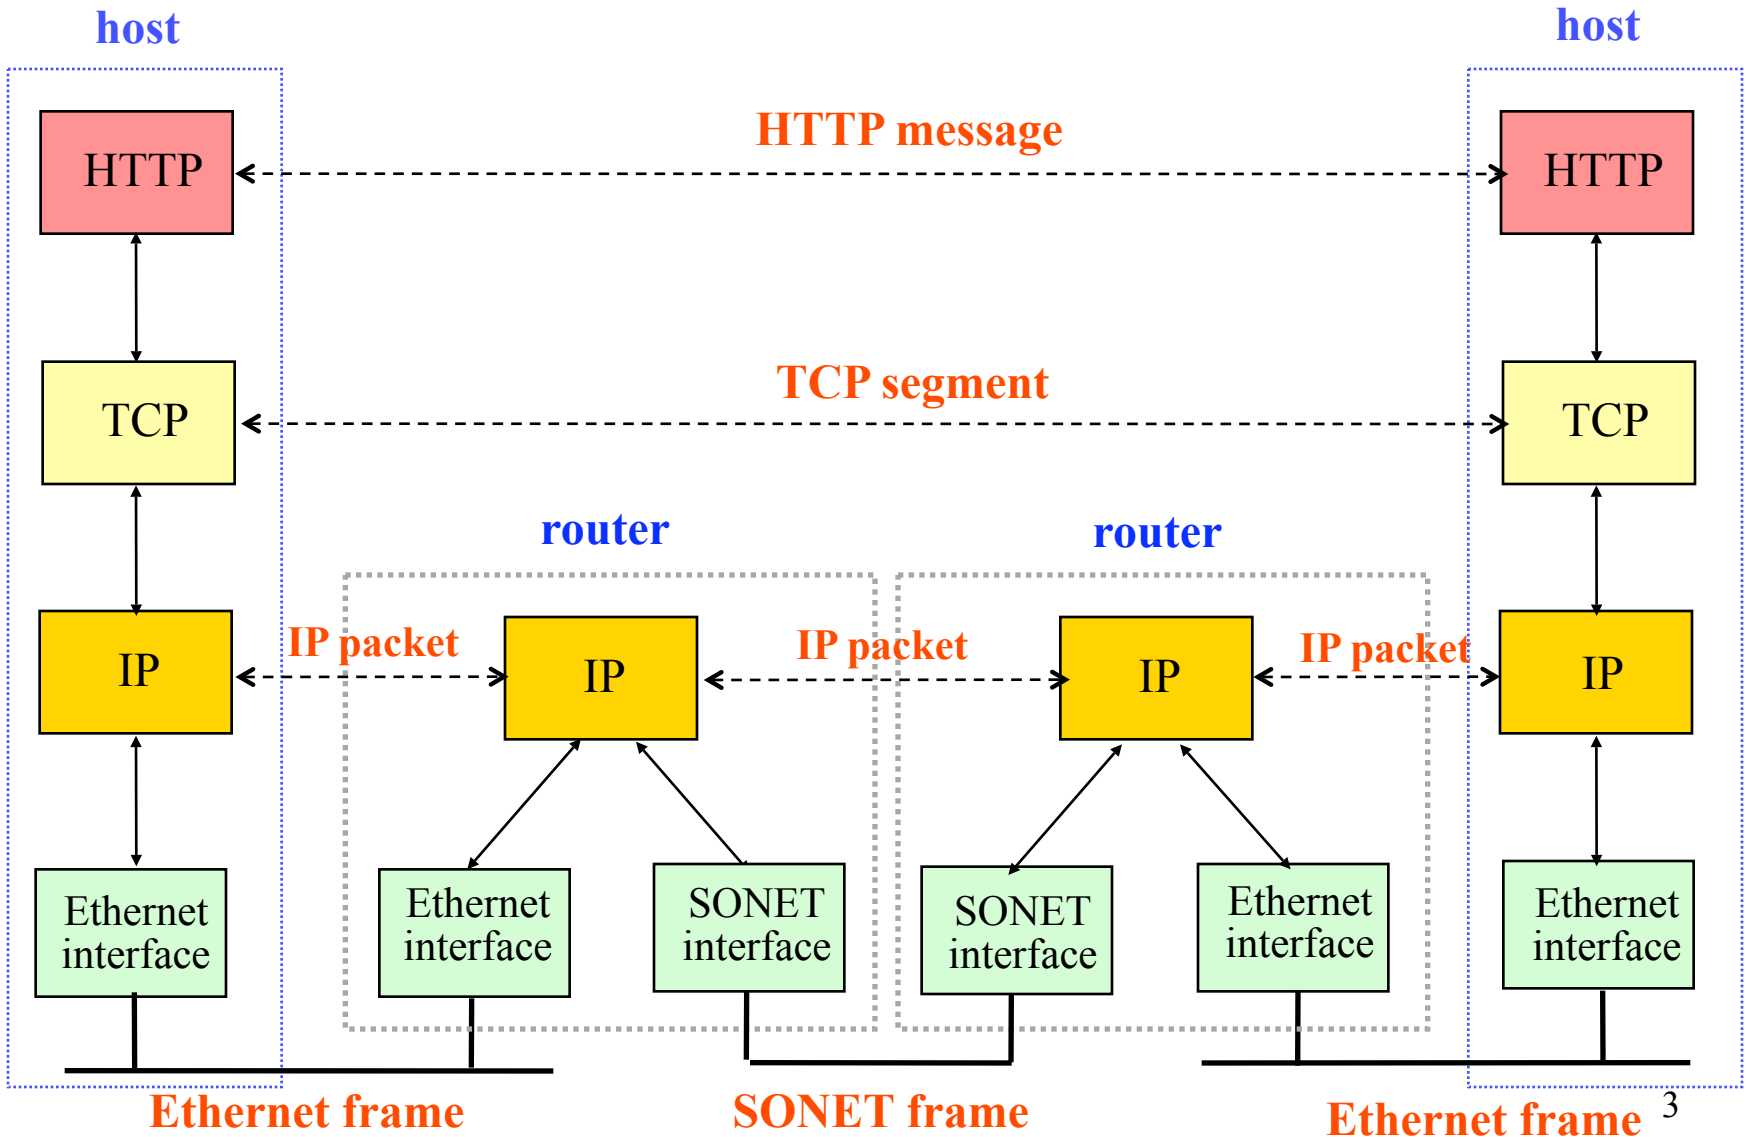 host
host
HTTP message
HTTP
HTTP
TCP segment
TCP
TCP
router
router
IP packet
IP packet
IP packet
IP
IP
IP
IP
Ethernet
interface
Ethernet
interface
SONET
interface
SONET
interface
Ethernet
interface
Ethernet
interface
Ethernet frame
SONET frame
Ethernet frame
3